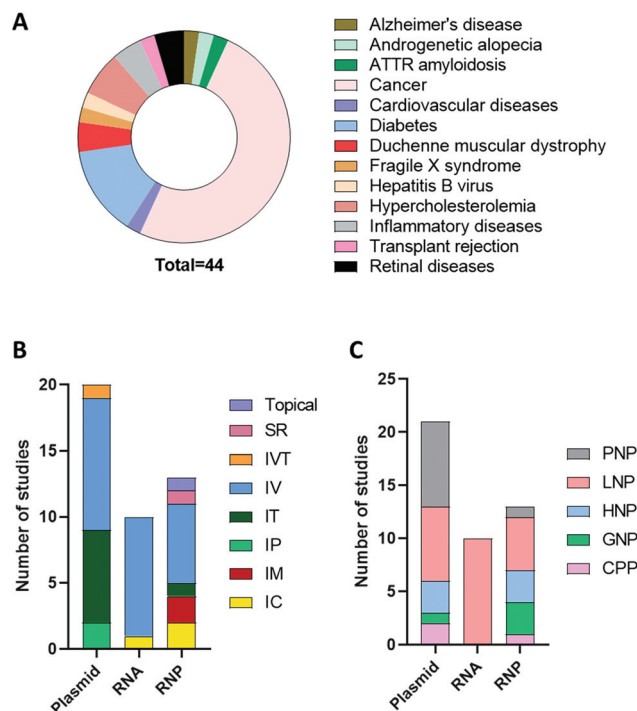 A
Alzheimer's disease
Androgenetic alopecia
ATTR amyloidosis
Cancer
Cardiovascular diseases
Diabetes
Duchenne muscular dystrophy
Fragile X syndrome
Hepatitis B virus
Hypercholesterolemia
Inflammatory diseases
Transplant rejection
Retinal diseases
Total=44
B
Number of studies
20
15
10
5
0
Plasmid
RNA
RNP
Topical
SR
IVT
IV
IT
IP
IM
IC
C
Number of studies
25
20
15
10
5
0
Plasmid
RNA
RNP
PNP
LNP
HNP
GNP
CPP